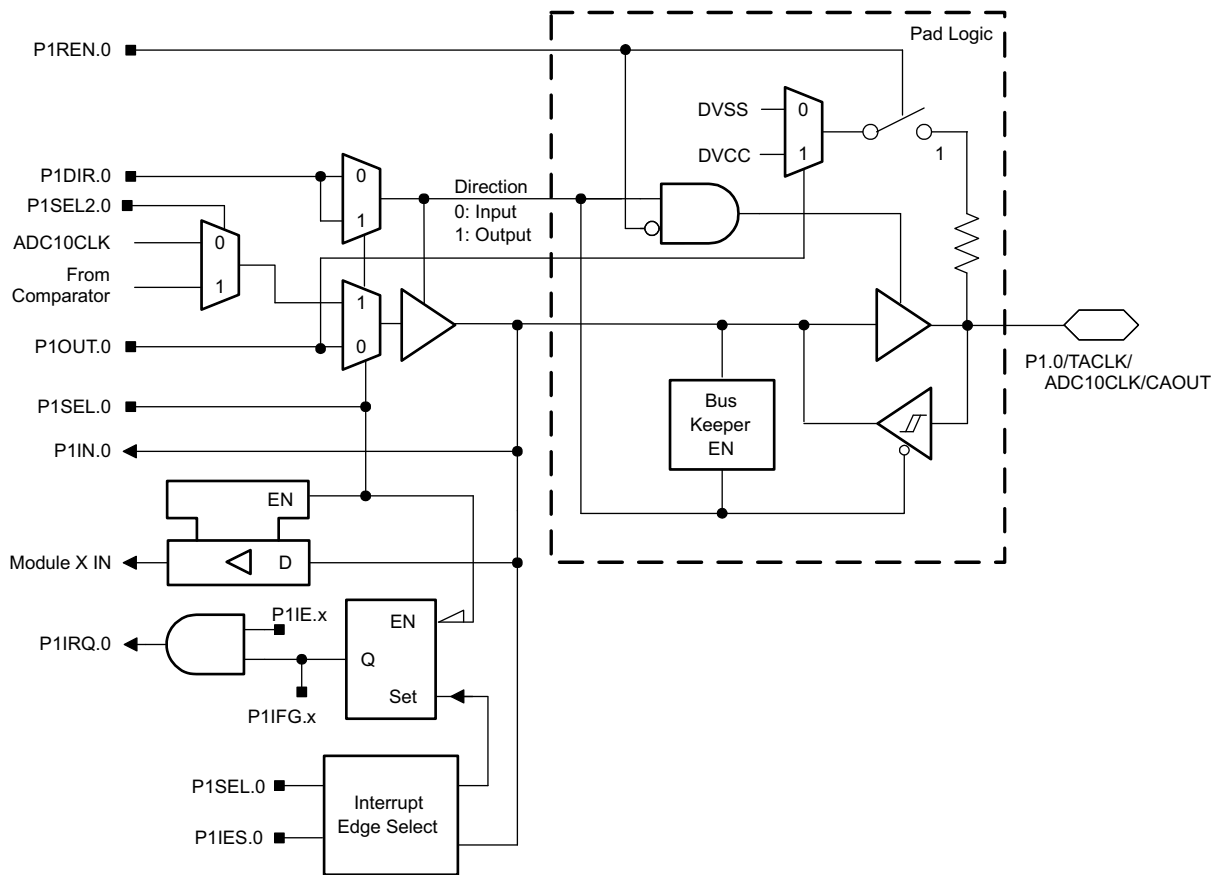 Pad Logic
P1REN.0
DVSS
0
DVCC
1
1
P1DIR.0
0
1
P1SEL2.0
Direction
0: Input
1: Output
ADC10CLK
0
From
Comparator
1
1
P1OUT.0
0
P1.0/TACLK/
ADC10CLK/CAOUT
P1SEL.0
Bus
Keeper
EN
P1IN.0
EN
Module X IN
D
P1IE.x
EN
P1IRQ.0
Q
Set
P1IFG.x
P1SEL.0
Interrupt
Edge Select
P1IES.0